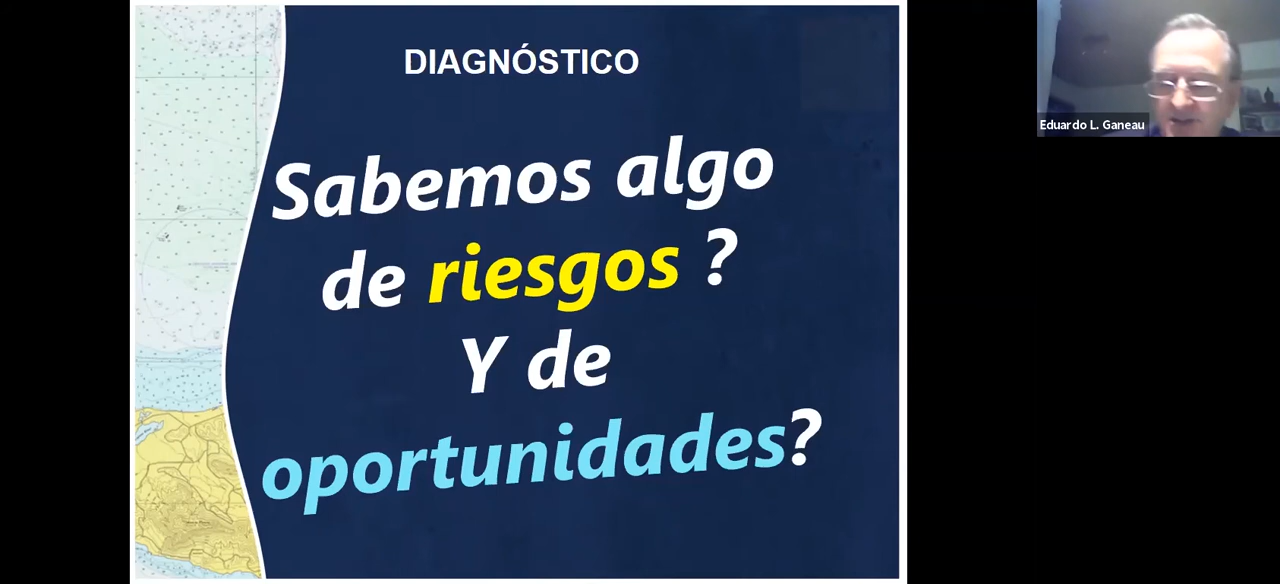 DIAGNÓSTICO
Sabemos algo
de riesgos ?
Y de
oportunidades?
Eduardo L. Ganeau